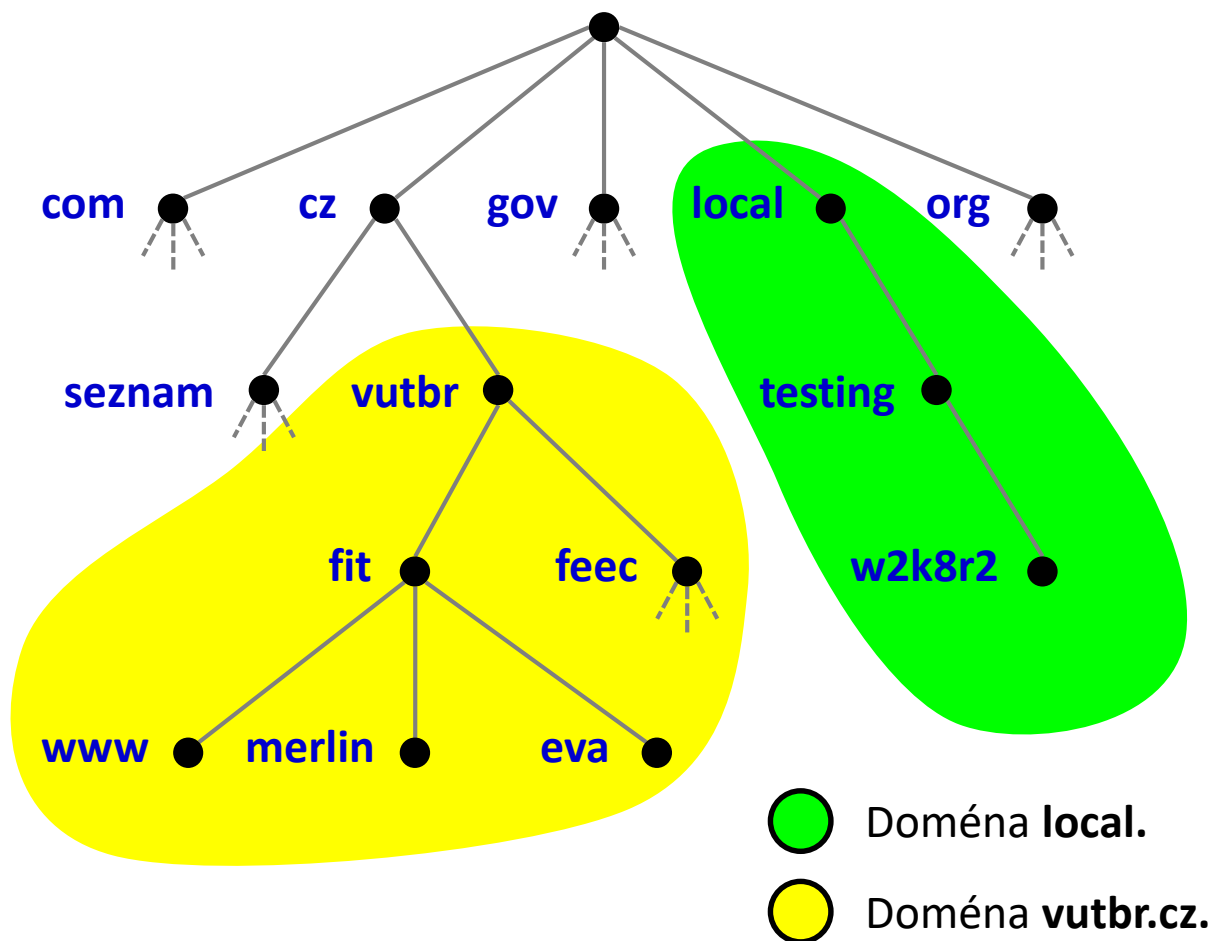 com cz gov local org
seznam vutbr testing
fit feec w2k8r2
www merlin eva
Doména local.
Doména vutbr.cz.